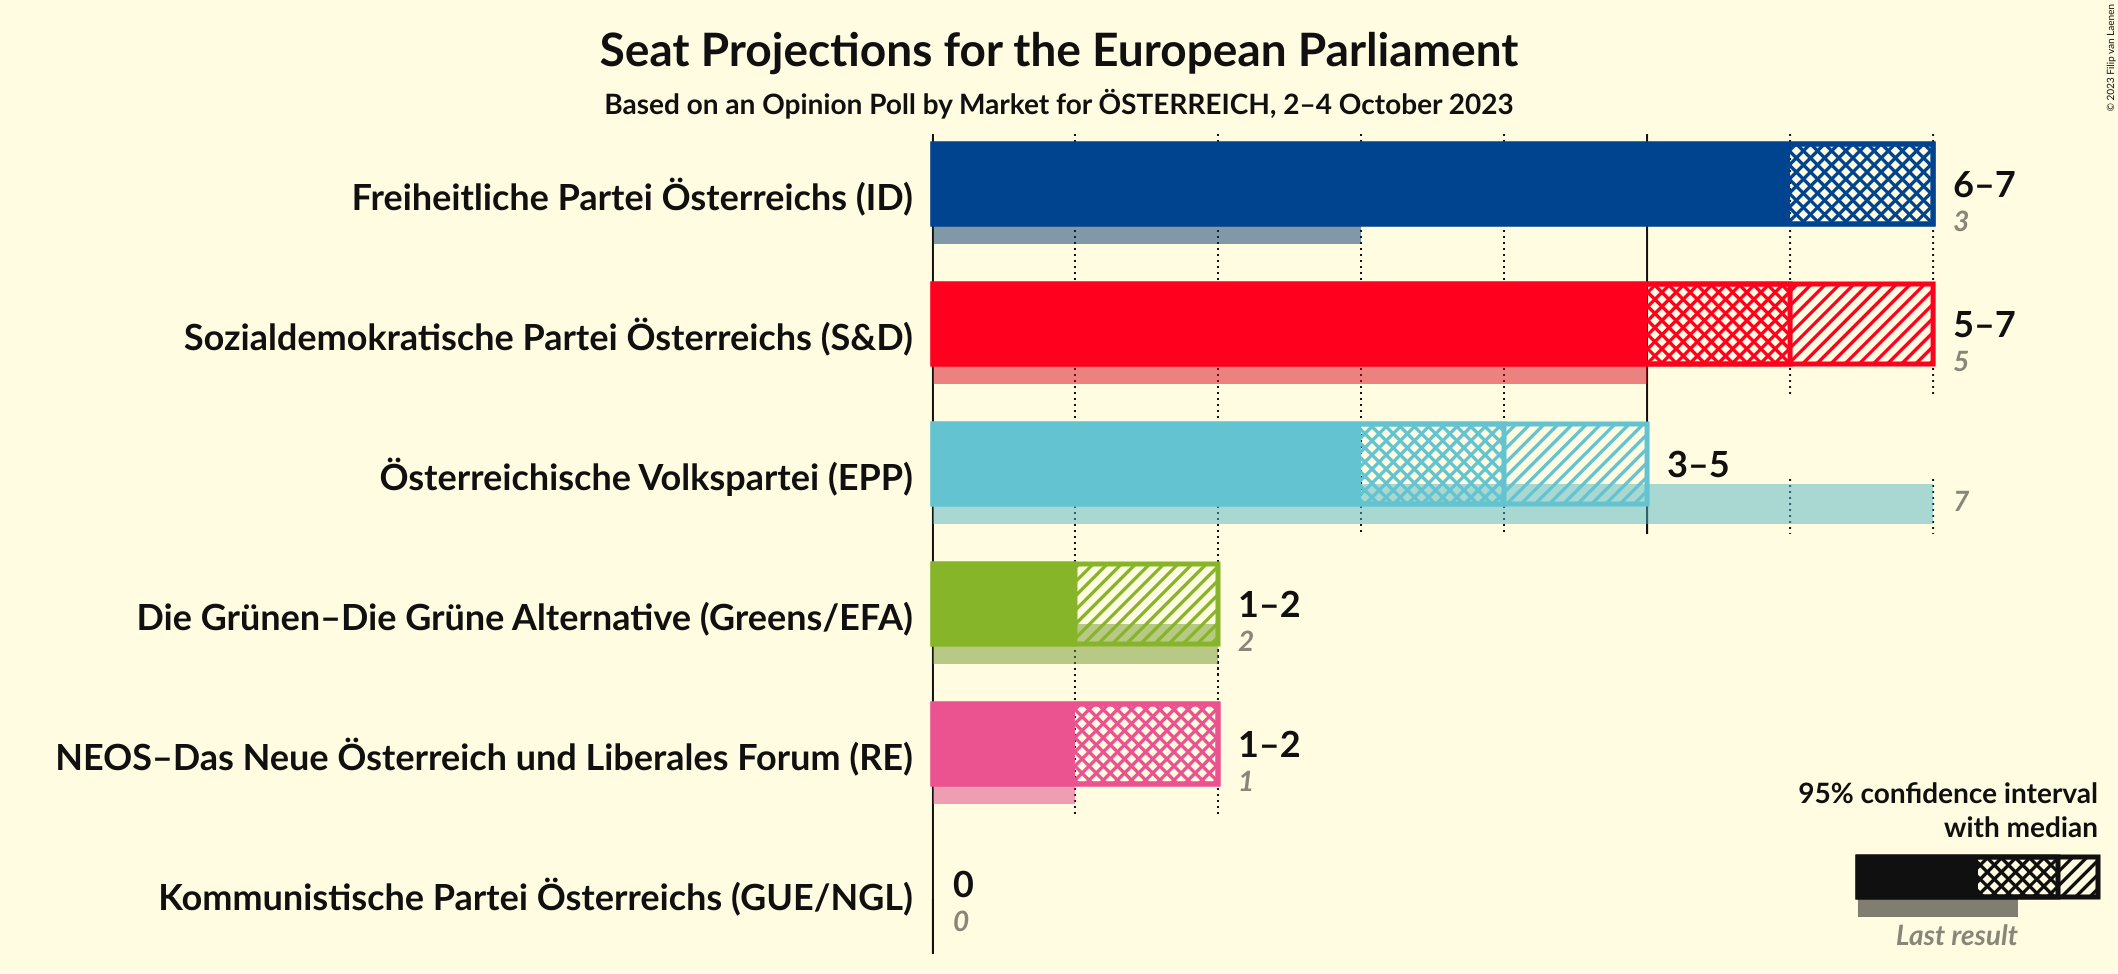 Seat Projections for the European Parliament
Based on an Opinion Poll by Market for ÖSTERREICH, 2–4 October 2023
© 2023 Filip van Laenen
Freiheitliche Partei Österreichs (ID)
6–7
3
Sozialdemokratische Partei Österreichs (S&D)
5–7
5
Österreichische Volkspartei (EPP)
3–5
7
Die Grünen–Die Grüne Alternative (Greens/EFA)
1–2
2
NEOS–Das Neue Österreich und Liberales Forum (RE)
1–2
1
Kommunistische Partei Österreichs (GUE/NGL)
0
0
95% confidence interval
with median
Last result